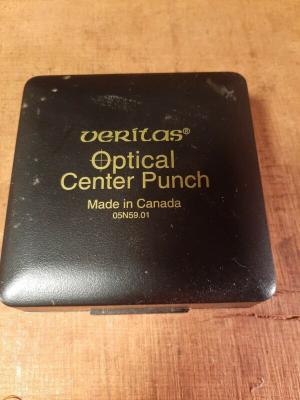 veritas®
Optical
Center Punch
Made in Canada
05N59.01